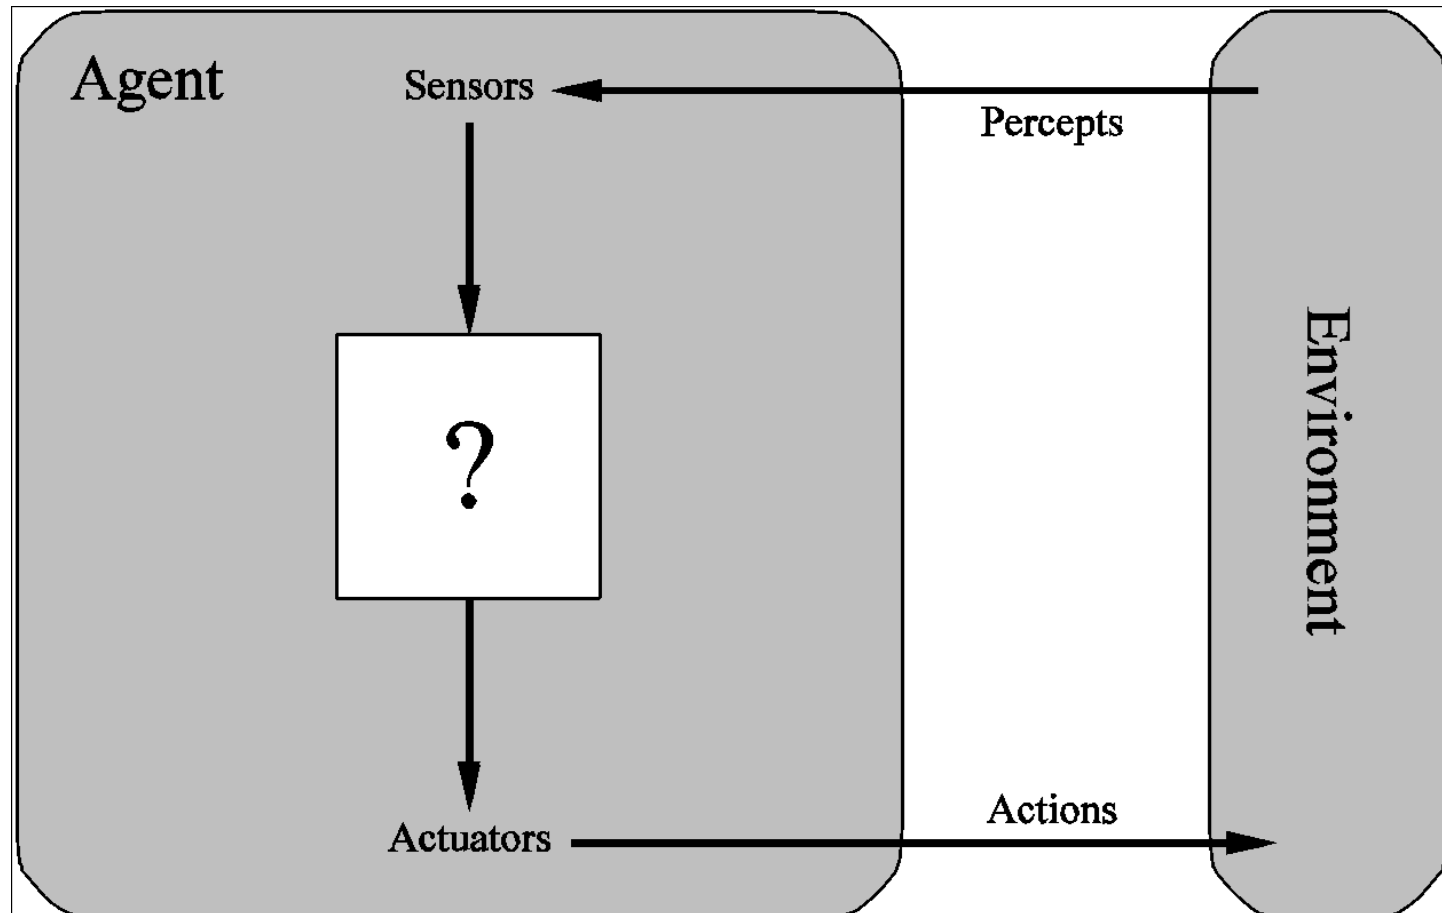 Agent
Sensors
Percepts
?
Environment
Actions
Actuators